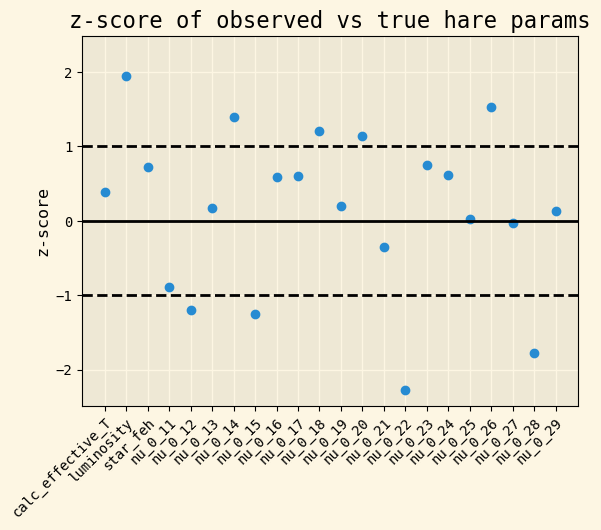 z-score of observed vs true hare params
z-score
2
1
0
−1
−2
calc_effective_T
luminosity
star_feh
nu_0_11
nu_0_12
nu_0_13
nu_0_14
nu_0_15
nu_0_16
nu_0_17
nu_0_18
nu_0_19
nu_0_20
nu_0_21
nu_0_22
nu_0_23
nu_0_24
nu_0_25
nu_0_26
nu_0_27
nu_0_28
nu_0_29